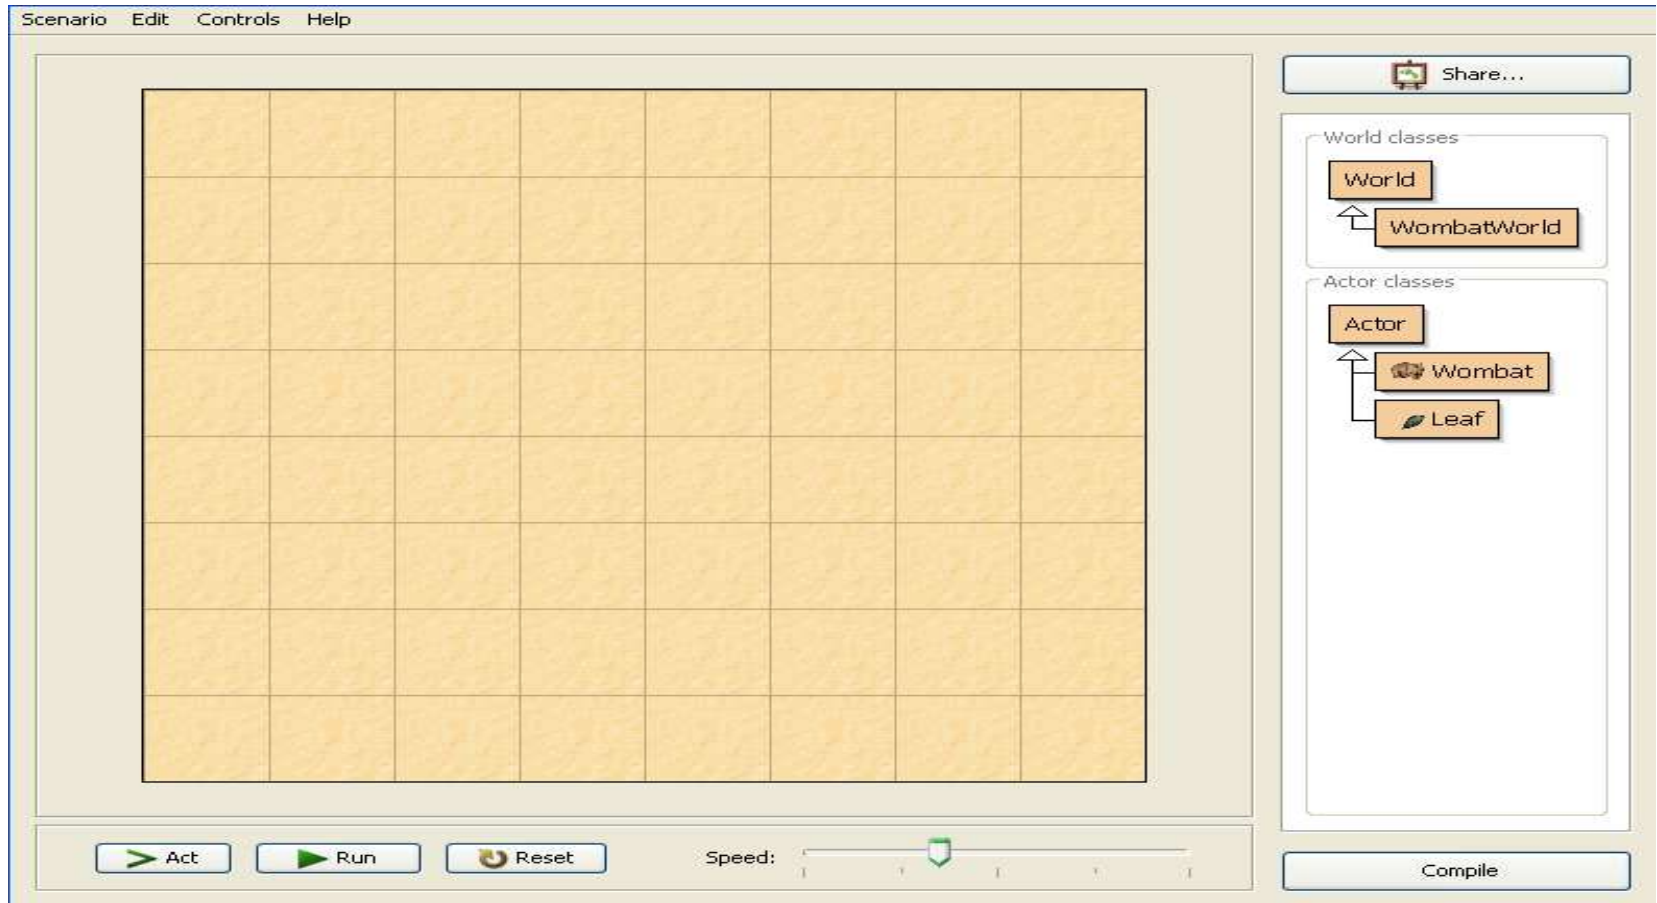 Scenario Edit Controls Help
Share...
World classes
World
WombatWorld
Actor classes
Actor
Wombat
Leaf
Act Run Reset Speed:
Compile